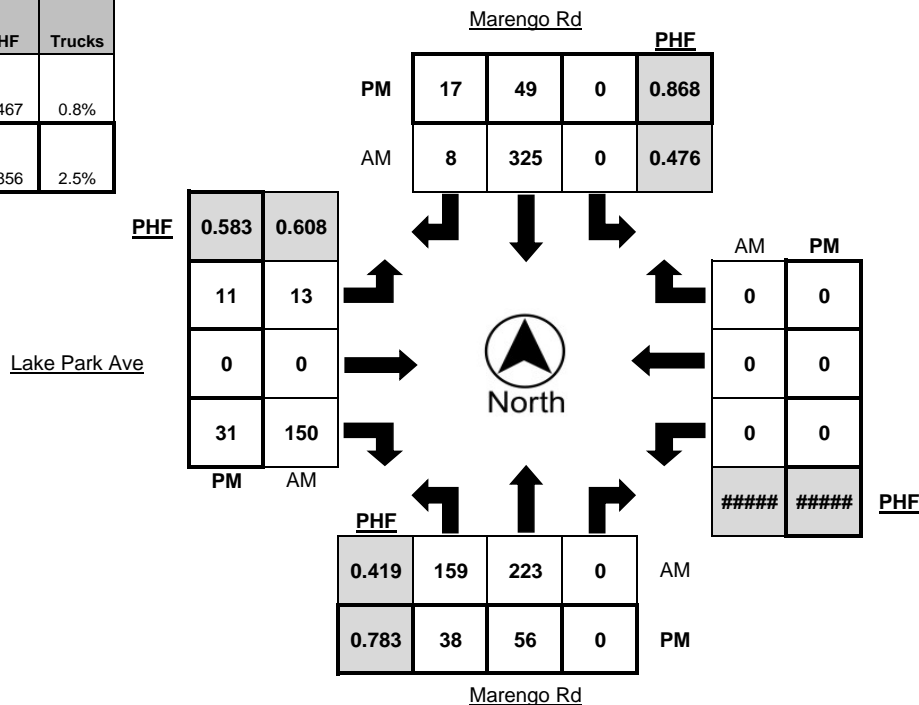 Marengo Rd
Trucks
PHF
PM 17 49 0 0.868
0.8%
AM 8 325 0 0.476
2.5%
PHF 0.583 0.608
AM PM
11 13
0 0
Lake Park Ave 0 0
0 0
North
31 150
0 0
PM AM
##### ##### PHF
PHF
0.419 159 223 0 AM
0.783 38 56 0 PM
Marengo Rd